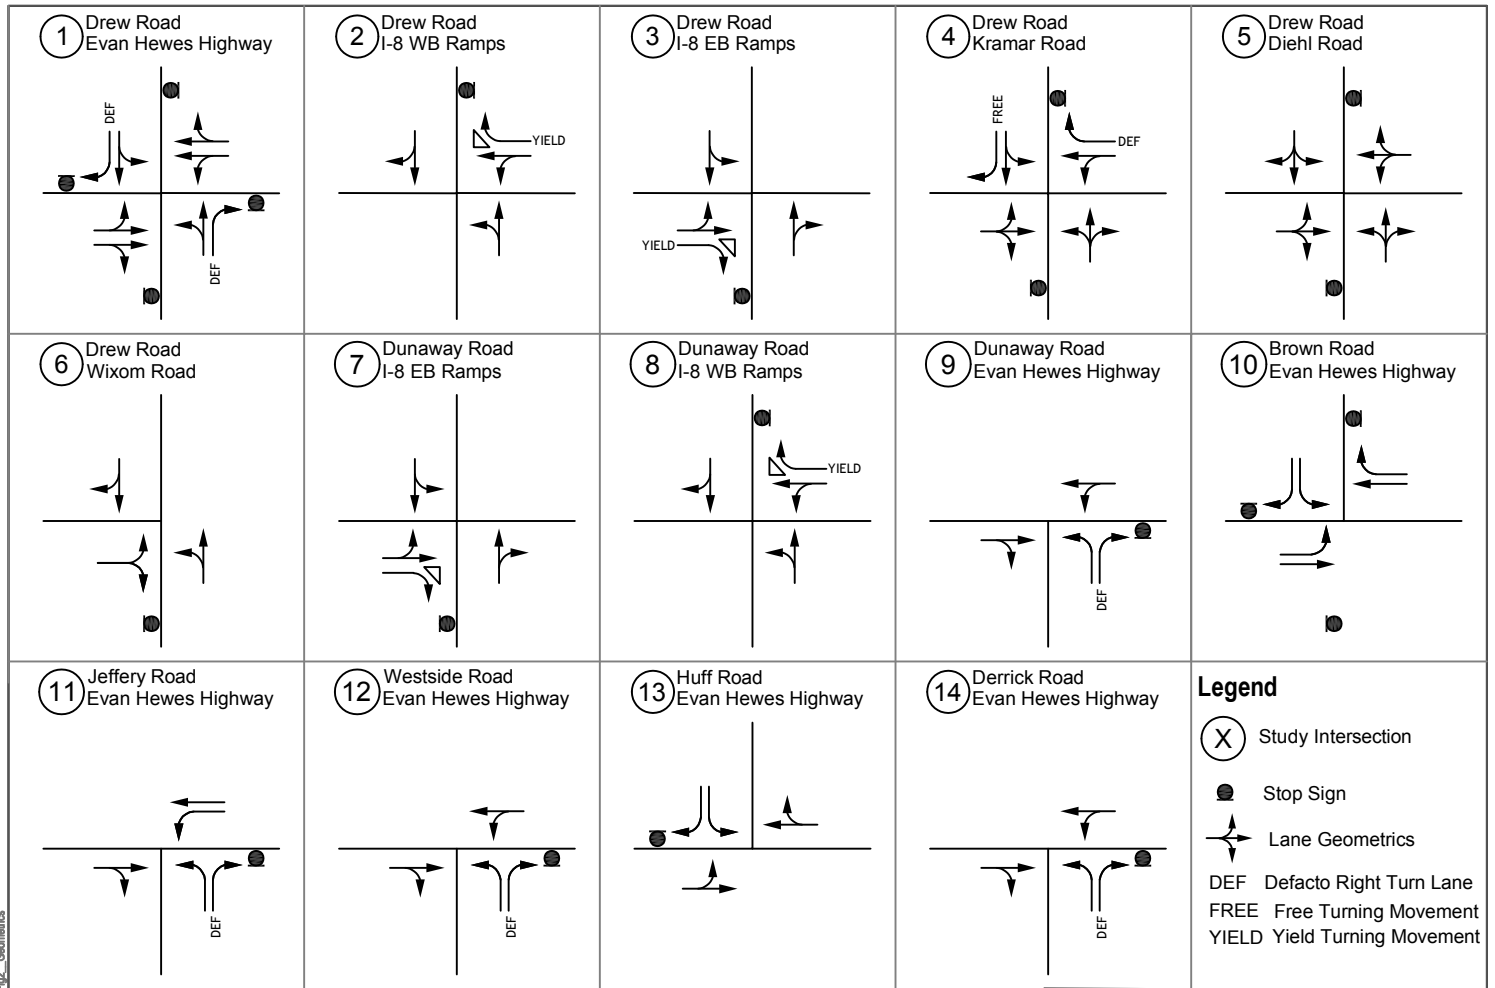 1
Drew Road
Evan Hewes Highway
DEF
DEF
2
Drew Road
I-8 WB Ramps
YIELD
3
Drew Road
I-8 EB Ramps
YIELD
4
Drew Road
Kramar Road
FREE
DEF
5
Drew Road
Diehl Road
6
Drew Road
Wixom Road
7
Dunaway Road
I-8 EB Ramps
8
Dunaway Road
I-8 WB Ramps
YIELD
9
Dunaway Road
Evan Hewes Highway
DEF
10
Brown Road
Evan Hewes Highway
11
Jeffery Road
Evan Hewes Highway
DEF
12
Westside Road
Evan Hewes Highway
DEF
13
Huff Road
Evan Hewes Highway
14
Derrick Road
Evan Hewes Highway
DEF
Legend
X Study Intersection
Stop Sign
Lane Geometrics
DEF Defacto Right Turn Lane
FREE Free Turning Movement
YIELD Yield Turning Movement